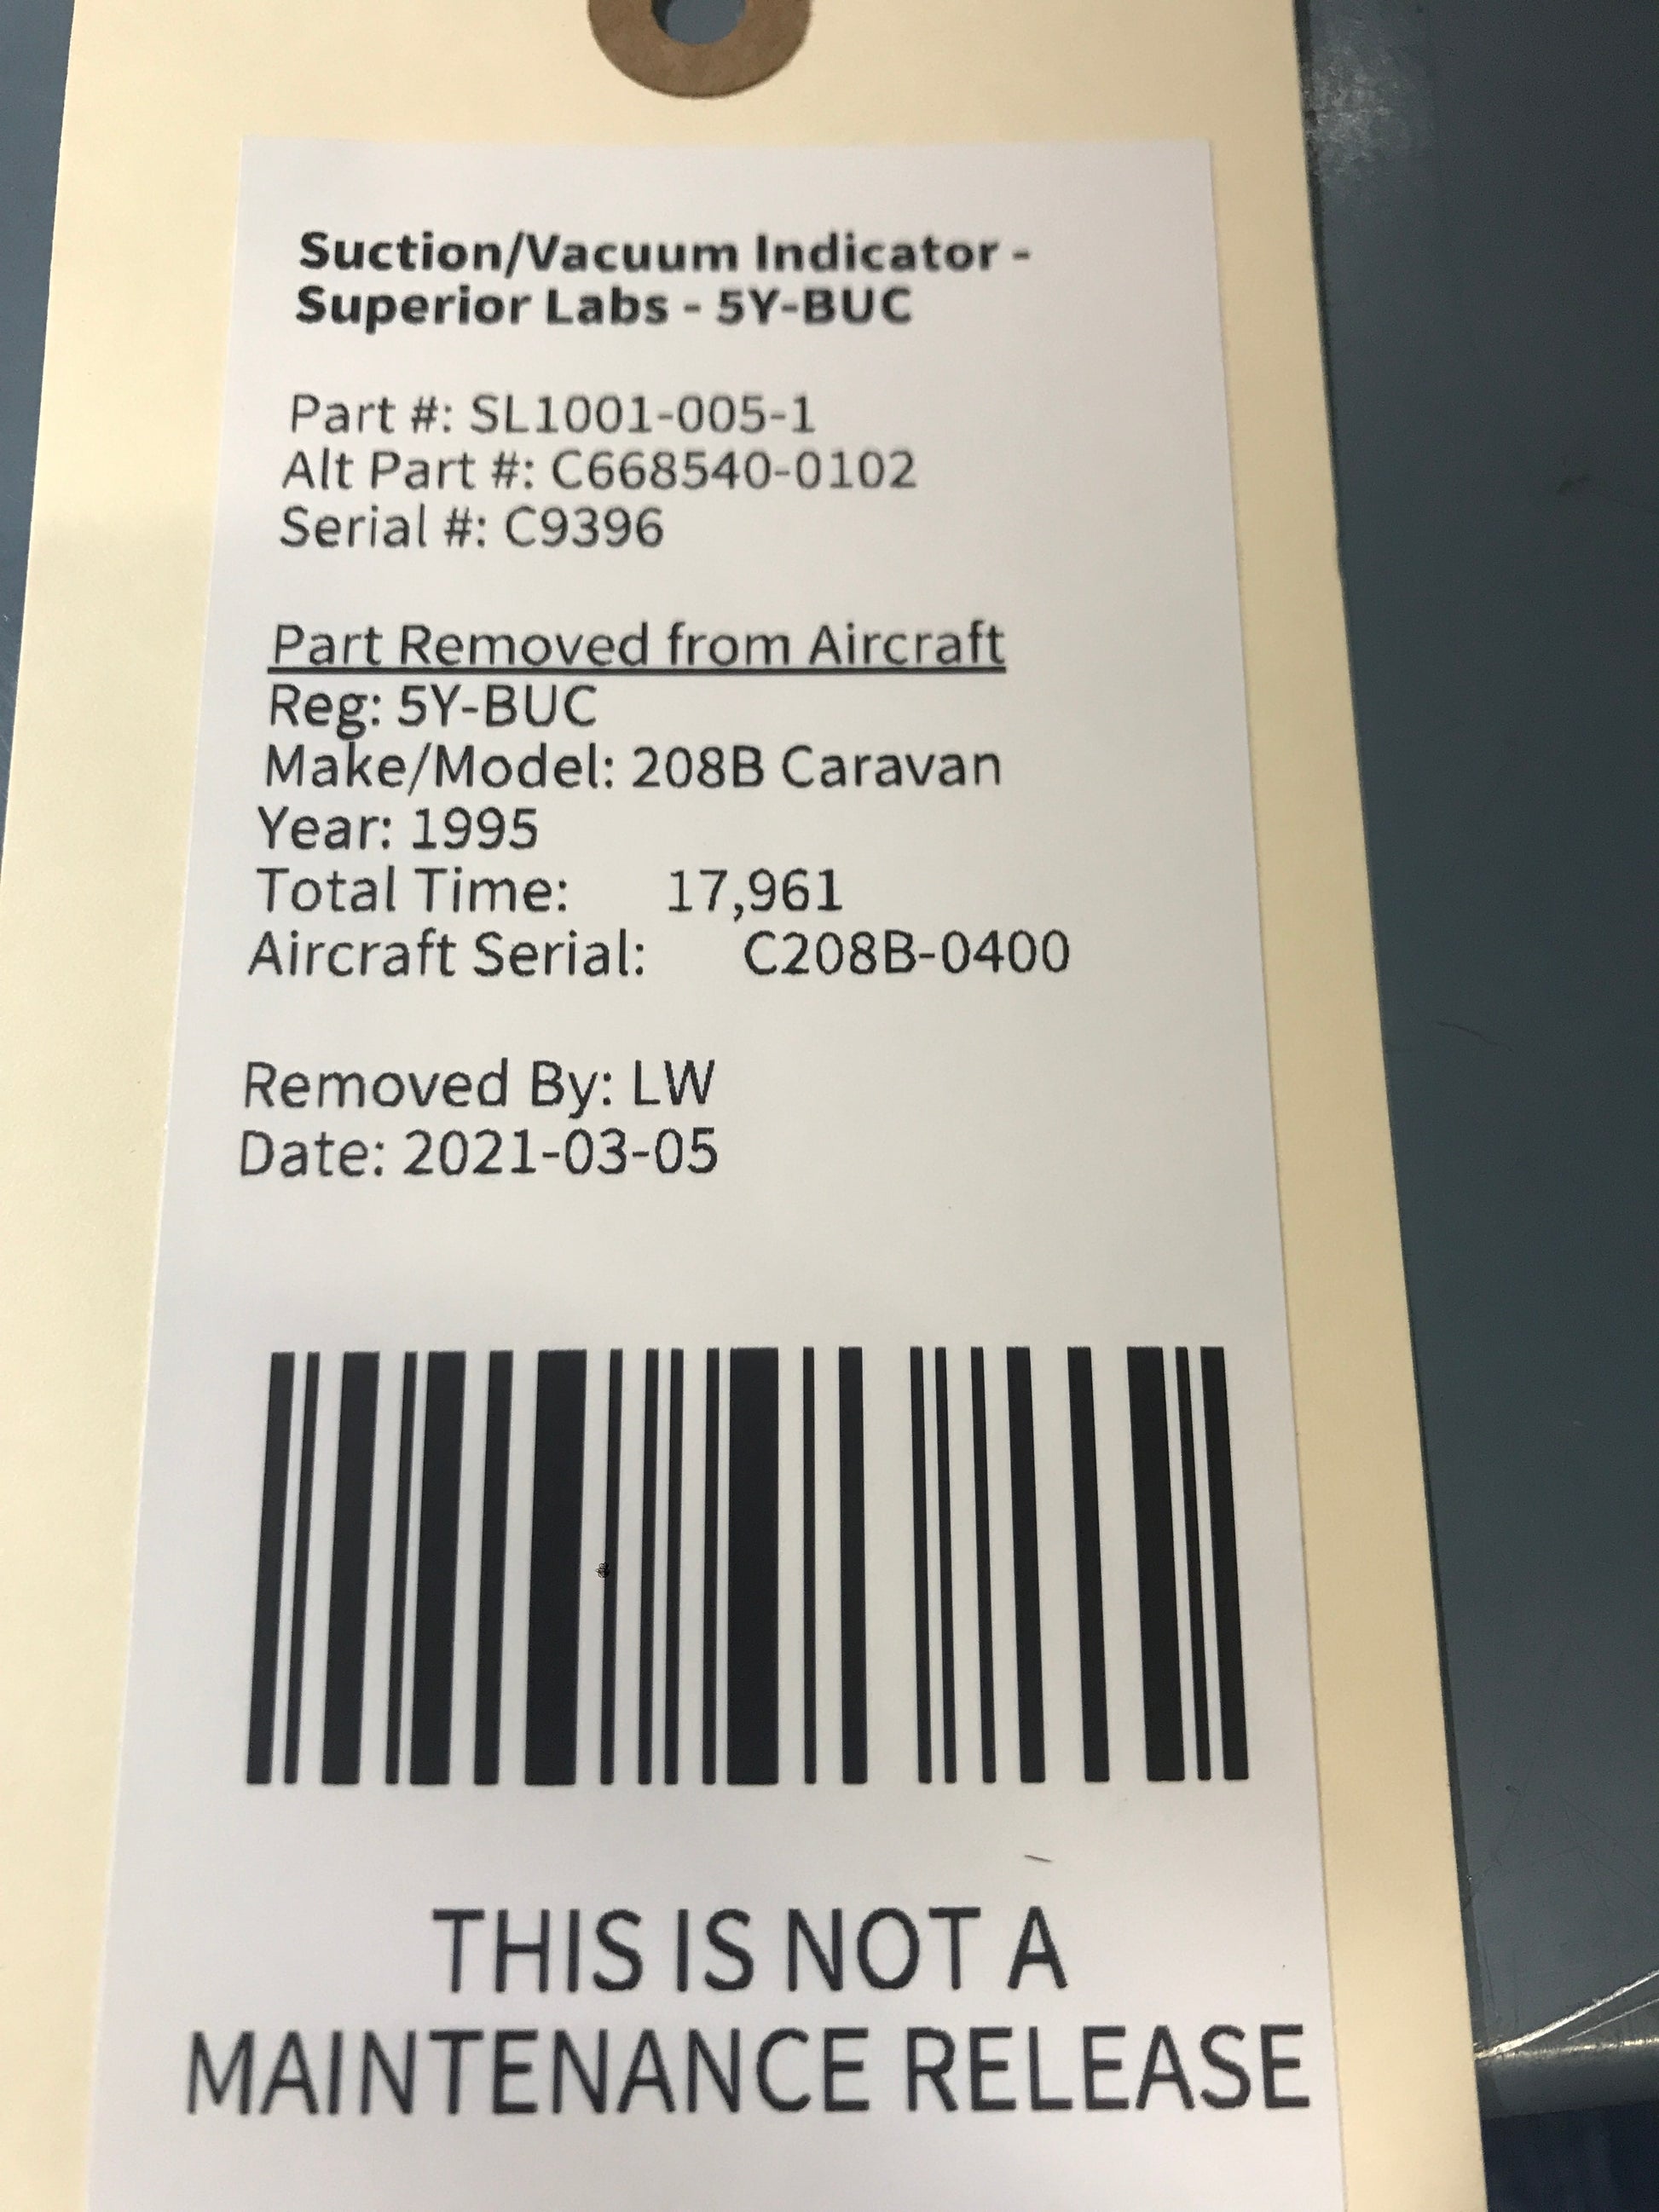 Suction/Vacuum Indicator -
Superior Labs - 5Y-BUC
Part #: SL1001-005-1
Alt Part #: C668540-0102
Serial #: C9396
Part Removed from Aircraft
Reg: 5Y-BUC
Make/Model: 208B Caravan
Year: 1995
Total Time: 17,961
Aircraft Serial: C208B-0400
Removed By: LW
Date: 2021-03-05
THIS IS NOT A
MAINTENANCE RELEASE